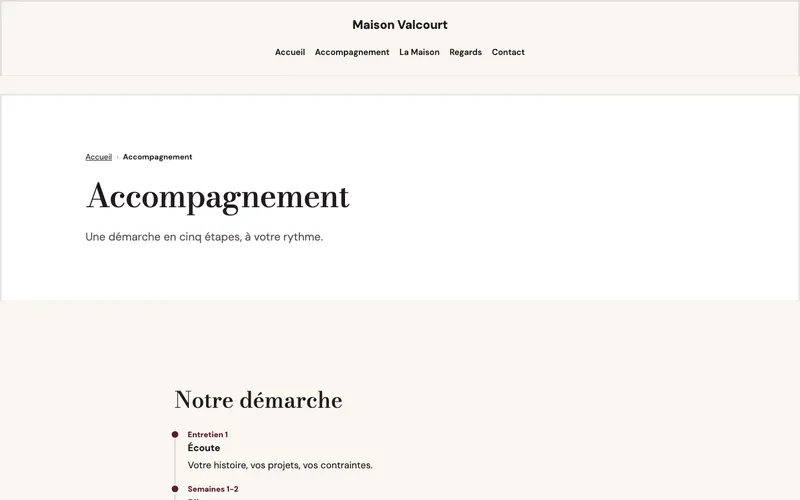 Maison Valcourt
Accueil Accompagnement La Maison Regards Contact
Accueil › Accompagnement
Accompagnement
Une démarche en cinq étapes, à votre rythme.
Notre démarche
Entretien 1
Écoute
Votre histoire, vos projets, vos contraintes.
Semaines 1-2